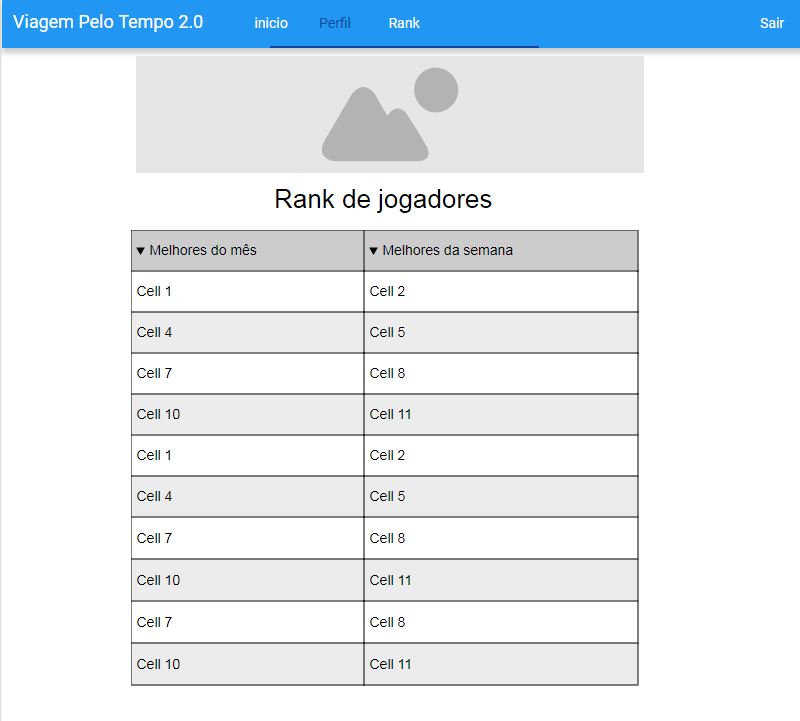 Viagem Pelo Tempo 2.0 inicio Perfil Rank Sair
Rank de jogadores
Melhores do mês Melhores da semana
Cell 1 Cell 2
Cell 4 Cell 5
Cell 7 Cell 8
Cell 10 Cell 11
Cell 1 Cell 2
Cell 4 Cell 5
Cell 7 Cell 8
Cell 10 Cell 11
Cell 7 Cell 8
Cell 10 Cell 11